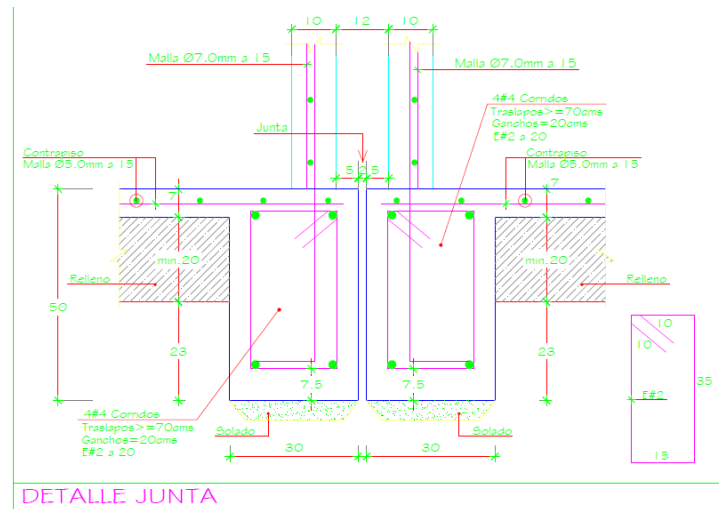 10
12
10
Malla Ø7.0mm a 15
Malla Ø7.0mm a 15
4#4 Corridos
Traslapos>=70cms
Ganchos=20cms
E#2 a 20
Junta
Contrapiso
Malla Ø5.0mm a 15
Contrapiso
Malla Ø5.0mm a 15
5
2
5
7
7
min.20
min.20
Relleno
Relleno
50
23
23
10
10
35
E#2
15
7.5
7.5
4#4 Corridos
Traslapos>=70cms
Ganchos=20cms
E#2 a 20
Solado
Solado
30
30
DETALLE JUNTA